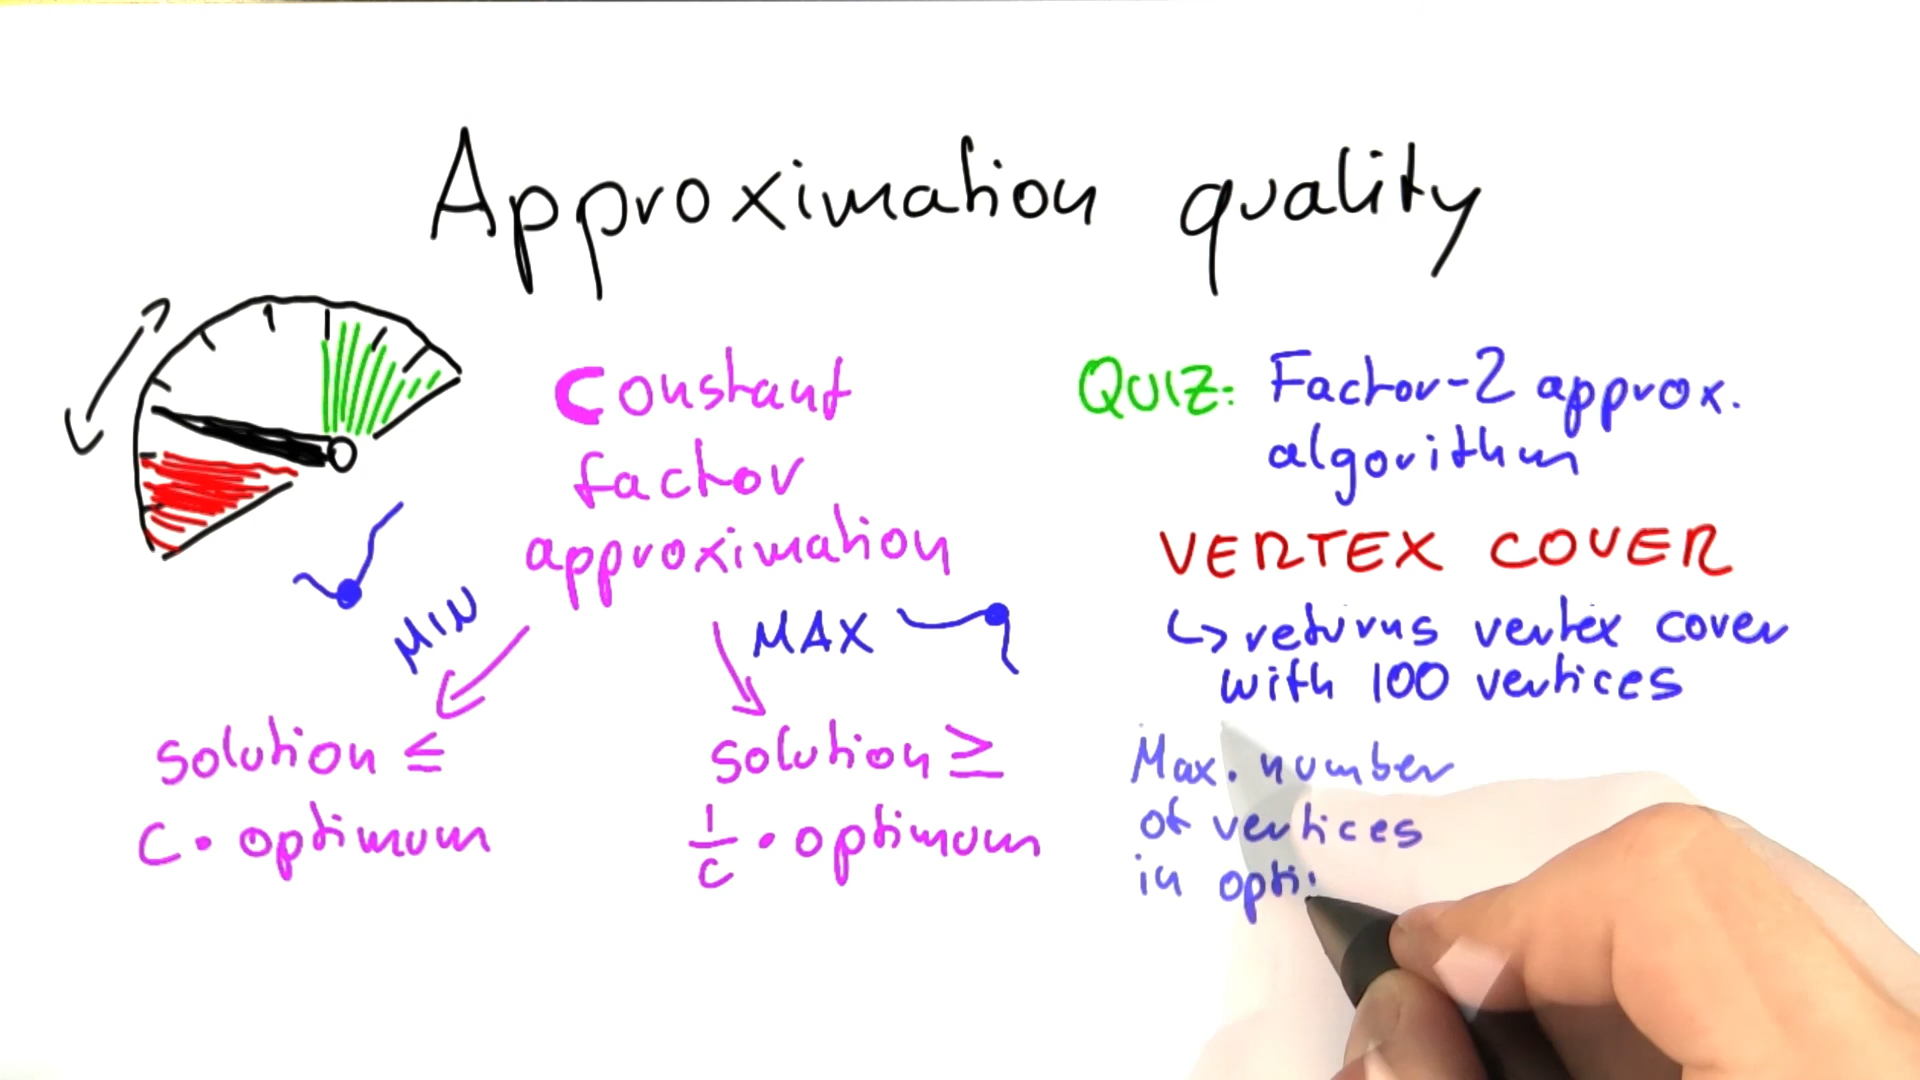 Approximation quality
Constant
factor
approximation
MIN
MAX
solution ≤
c · optimum
solution ≥
1/c · optimum
QUIZ: Factor-2 approx.
algorithm
VERTEX COVER
↳ returns vertex cover
with 100 vertices
Max. number
of vertices
in opti